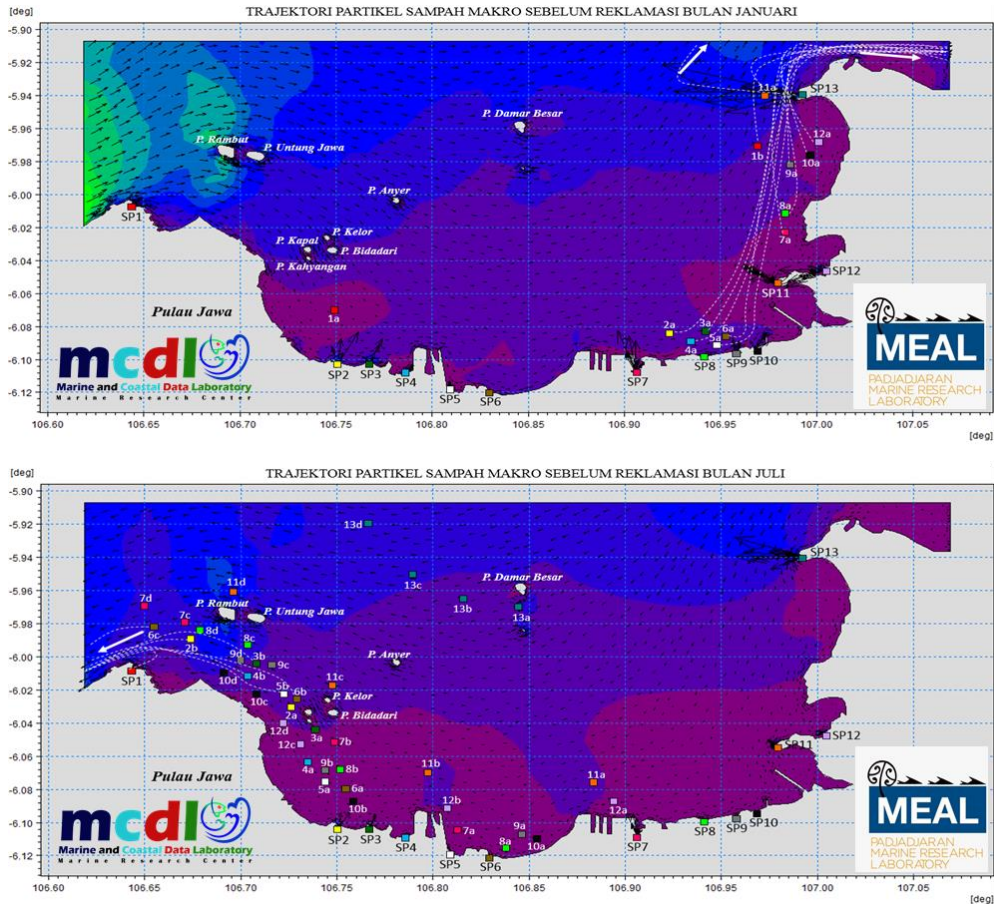 TRAJEKTORI PARTIKEL SAMPAH MAKRO SEBELUM REKLAMASI BULAN JANUARI
[deg]
-5.90
-5.92
-5.94
-5.96
-5.98
-6.00
-6.02
-6.04
-6.06
-6.08
-6.10
-6.12
11a
SP13
P. Damar Besar
P. Rambut
P. Untung Jawa
12a
1b
10a
9a
P. Anyer
SP1
8a
7a
P. Kelor
P. Kapal
P. Bidadari
P. Kahyangan
SP12
SP11
1a
Pulau Jawa
2a
3a
6a
4a
5a
mcdl
Marine and Coastal Data Laboratory
Marine Research Center
SP2
SP3
SP4
SP5
SP6
SP7
SP8
SP9
SP10
MEAL
PADJADJARAN
MARINE RESEARCH
LABORATORY
106.60
106.65
106.70
106.75
106.80
106.85
106.90
106.95
107.00
107.05
[deg]
TRAJEKTORI PARTIKEL SAMPAH MAKRO SEBELUM REKLAMASI BULAN JULI
[deg]
-5.90
-5.92
-5.94
-5.96
-5.98
-6.00
-6.02
-6.04
-6.06
-6.08
-6.10
-6.12
13d
SP13
13c
P. Damar Besar
11d
7d
13b
P. Rambut
P. Untung Jawa
13a
7c
6c
8d
2b
8c
P. Anyer
9d
3b
9c
SP1
10d
4b
11c
5b
6b
10c
P. Kelor
2a
P. Bidadari
12d
3a
12c
7b
SP12
SP11
4a
9b
8b
11b
11a
5a
6a
10b
12b
12a
Pulau Jawa
mcdl
Marine and Coastal Data Laboratory
Marine Research Center
7a
9a
8a
10a
SP2
SP3
SP4
SP5
SP6
SP7
SP8
SP9
SP10
MEAL
PADJADJARAN
MARINE RESEARCH
LABORATORY
106.60
106.65
106.70
106.75
106.80
106.85
106.90
106.95
107.00
107.05
[deg]